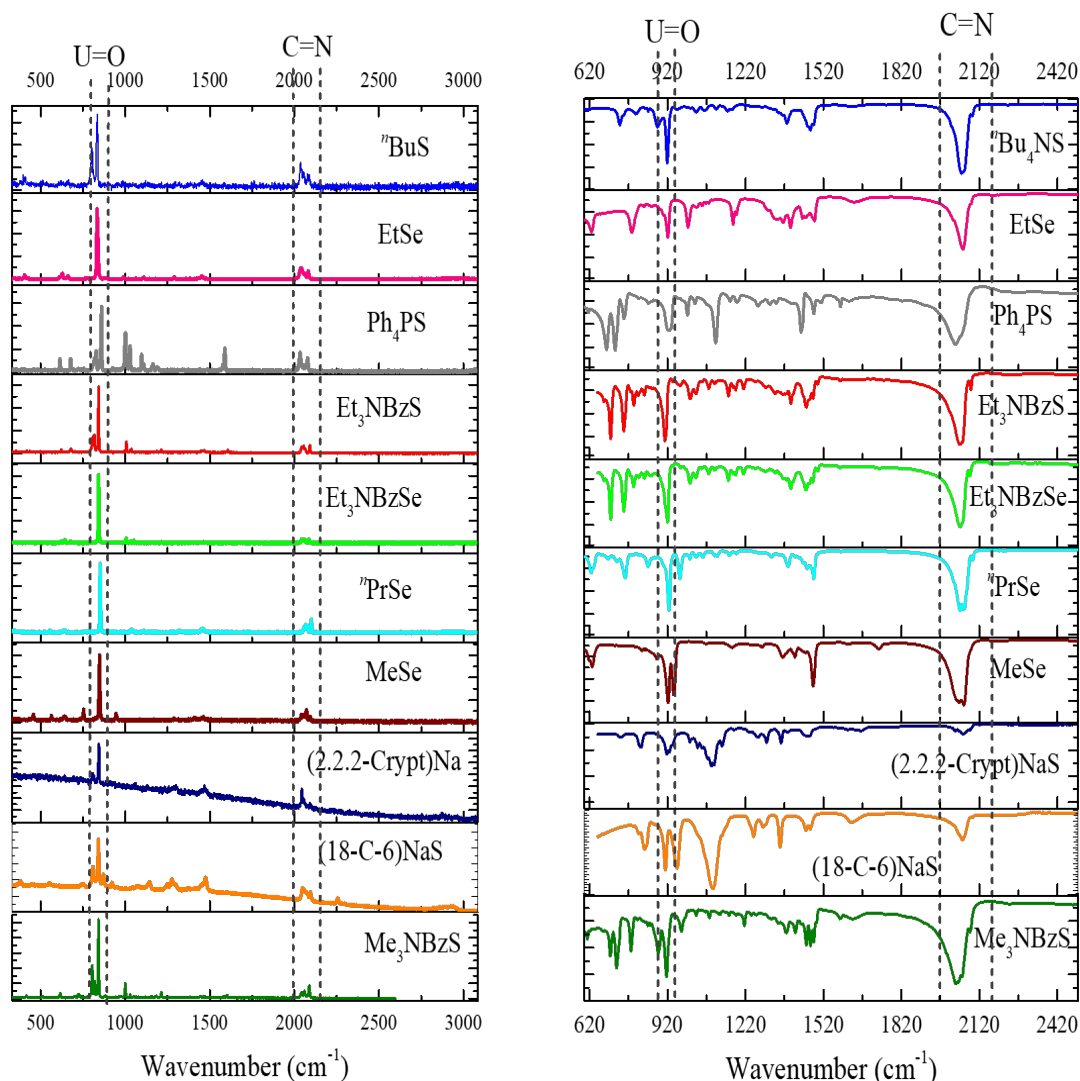 U=O
C=N
500 1000 1500 2000 2500 3000
ⁿBuS
EtSe
Ph₄PS
Et₃NBzS
Et₃NBzSe
ⁿPrSe
MeSe
(2.2.2-Crypt)Na
(18-C-6)NaS
Me₃NBzS
500 1000 1500 2000 2500 3000
Wavenumber (cm⁻¹)
U=O
C=N
620 920 1220 1520 1820 2120 2420
ⁿBu₄NS
EtSe
Ph₄PS
Et₃NBzS
Et₃NBzSe
ⁿPrSe
MeSe
(2.2.2-Crypt)NaS
(18-C-6)NaS
Me₃NBzS
620 920 1220 1520 1820 2120 2420
Wavenumber (cm⁻¹)